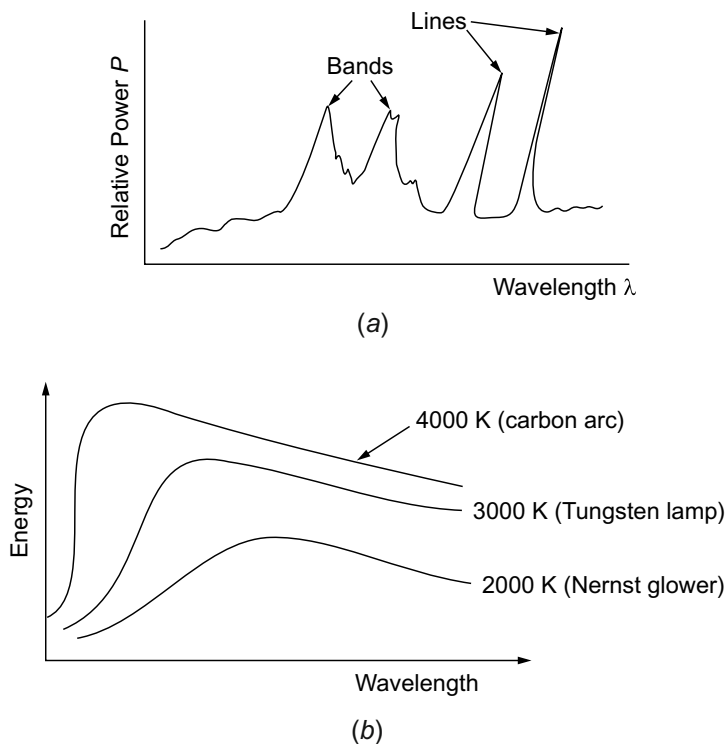 Lines
Bands
Relative Power P
Wavelength λ
(a)
4000 K (carbon arc)
3000 K (Tungsten lamp)
2000 K (Nernst glower)
Energy
Wavelength
(b)